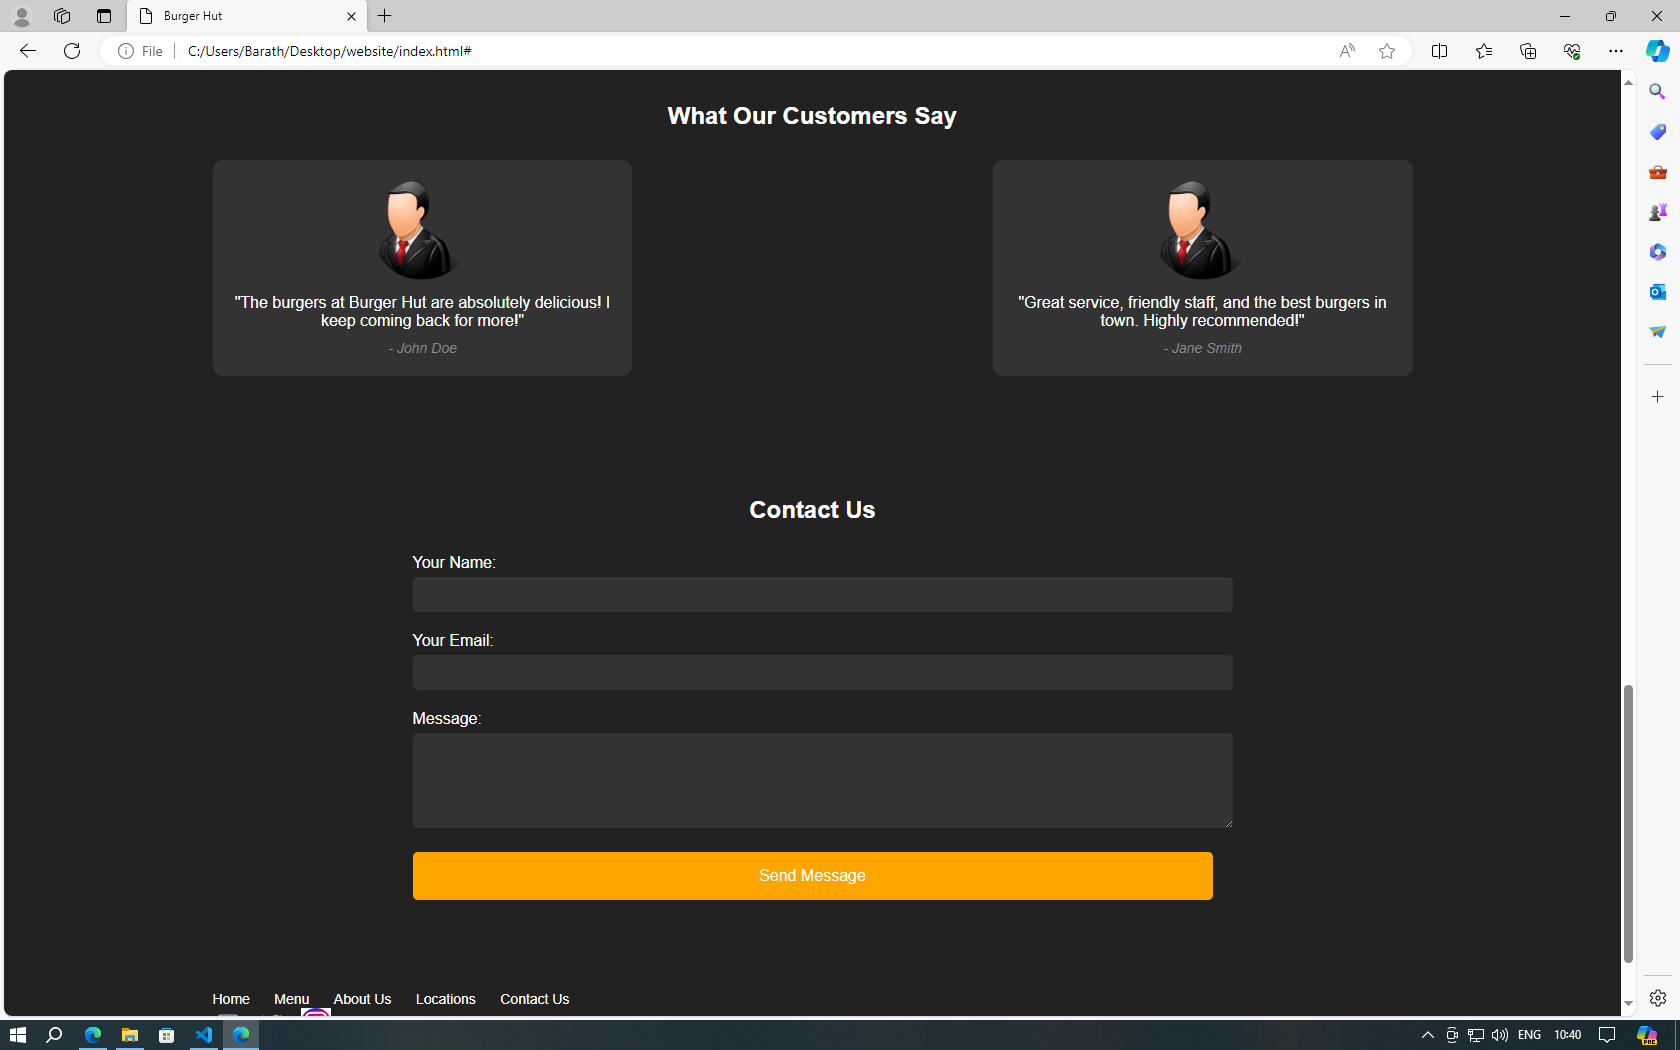 Burger Hut
File
C:/Users/Barath/Desktop/website/index.html#
What Our Customers Say
"The burgers at Burger Hut are absolutely delicious! I
keep coming back for more!"
- John Doe
"Great service, friendly staff, and the best burgers in
town. Highly recommended!"
- Jane Smith
Contact Us
Your Name:
Your Email:
Message:
Send Message
Home Menu About Us Locations Contact Us
ENG 10:40
PRE